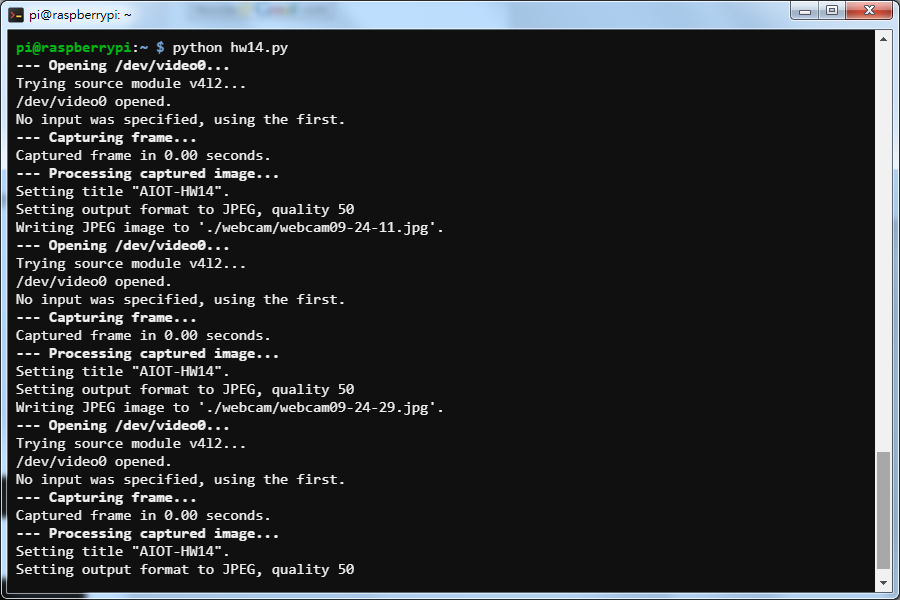 pi@raspberrypi: ~
pi@raspberrypi:~ $ python hw14.py
--- Opening /dev/video0...
Trying source module v4l2...
/dev/video0 opened.
No input was specified, using the first.
--- Capturing frame...
Captured frame in 0.00 seconds.
--- Processing captured image...
Setting title "AIOT-HW14".
Setting output format to JPEG, quality 50
Writing JPEG image to './webcam/webcam09-24-11.jpg'.
--- Opening /dev/video0...
Trying source module v4l2...
/dev/video0 opened.
No input was specified, using the first.
--- Capturing frame...
Captured frame in 0.00 seconds.
--- Processing captured image...
Setting title "AIOT-HW14".
Setting output format to JPEG, quality 50
Writing JPEG image to './webcam/webcam09-24-29.jpg'.
--- Opening /dev/video0...
Trying source module v4l2...
/dev/video0 opened.
No input was specified, using the first.
--- Capturing frame...
Captured frame in 0.00 seconds.
--- Processing captured image...
Setting title "AIOT-HW14".
Setting output format to JPEG, quality 50